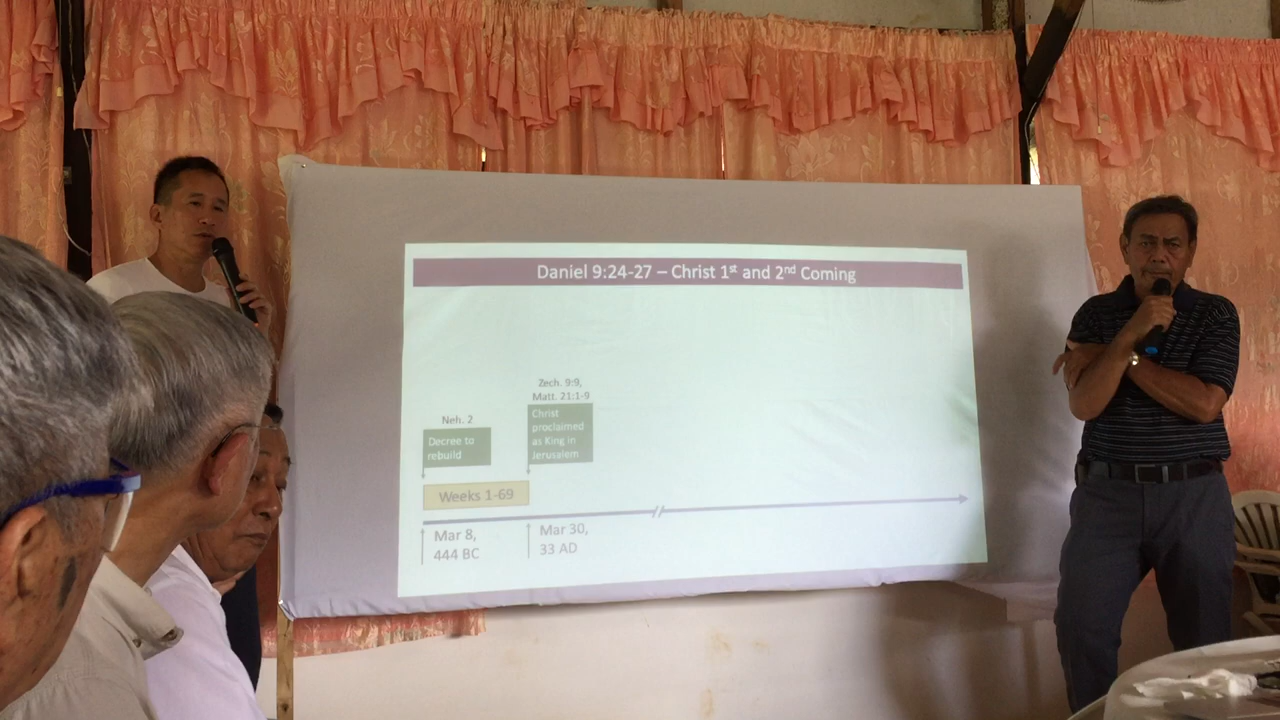 Daniel 9:24-27 – Christ 1st and 2nd Coming
Zech. 9:9,
Matt. 21:1-9
Neh. 2
Christ
proclaimed
as King in
Jerusalem
Decree to
rebuild
Weeks 1-69
Mar 8,
444 BC
Mar 30,
33 AD